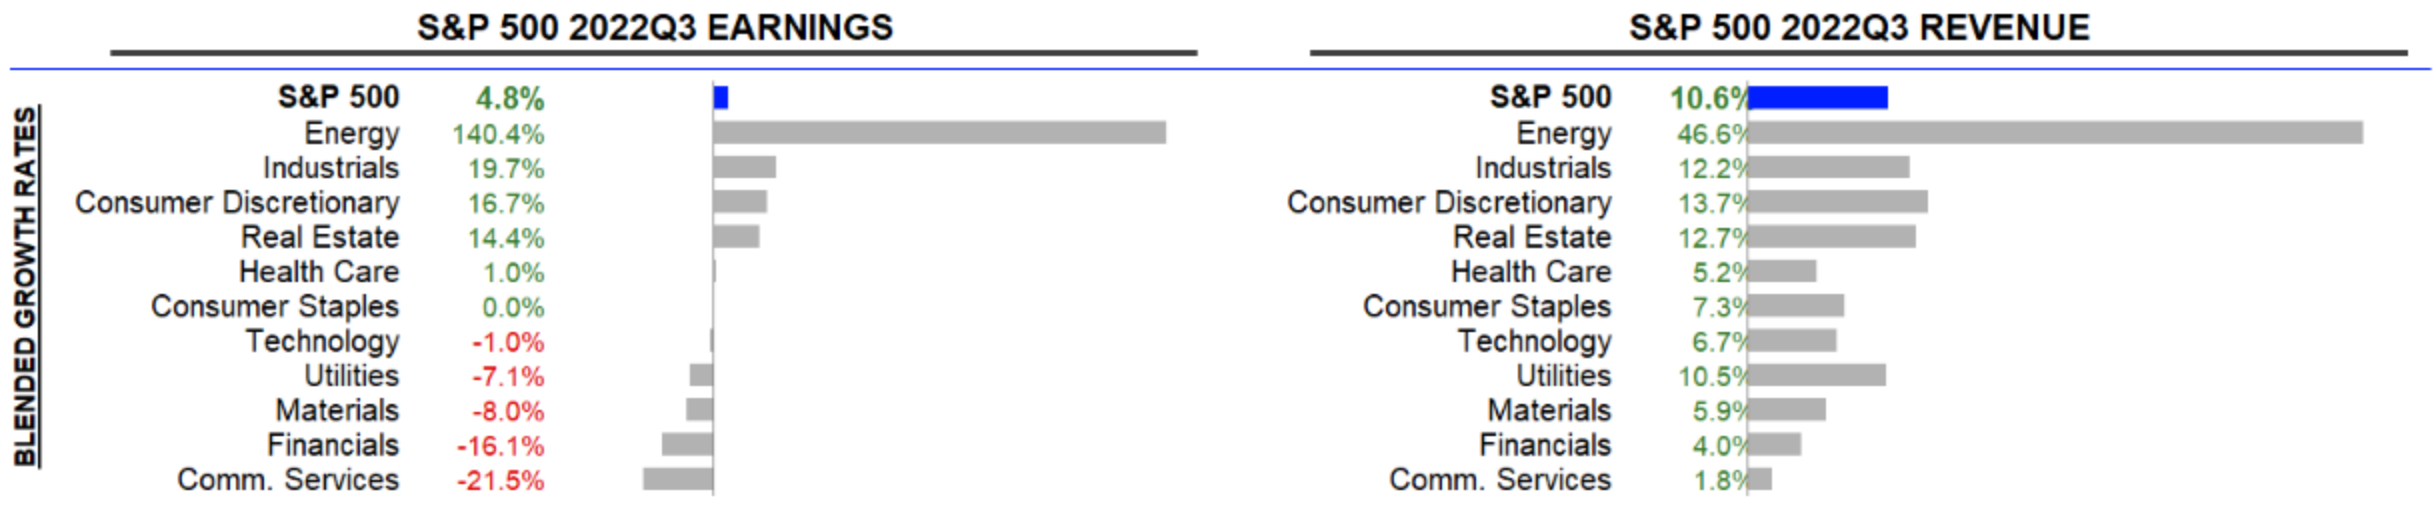 S&P 500 2022Q3 EARNINGS
BLENDED GROWTH RATES
S&P 500 4.8%
Energy 140.4%
Industrials 19.7%
Consumer Discretionary 16.7%
Real Estate 14.4%
Health Care 1.0%
Consumer Staples 0.0%
Technology -1.0%
Utilities -7.1%
Materials -8.0%
Financials -16.1%
Comm. Services -21.5%
S&P 500 2022Q3 REVENUE
S&P 500 10.6%
Energy 46.6%
Industrials 12.2%
Consumer Discretionary 13.7%
Real Estate 12.7%
Health Care 5.2%
Consumer Staples 7.3%
Technology 6.7%
Utilities 10.5%
Materials 5.9%
Financials 4.0%
Comm. Services 1.8%